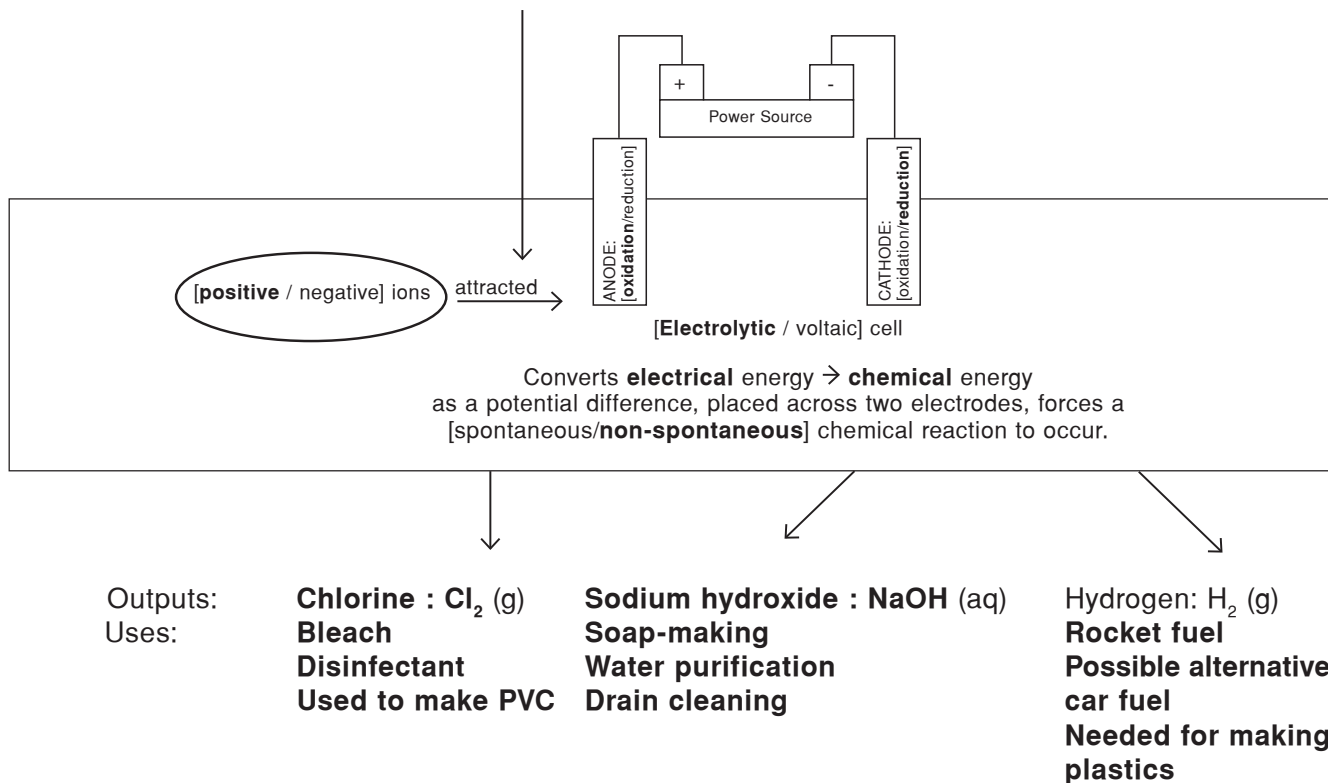 +
-
Power Source
ANODE:
[oxidation/reduction]
CATHODE:
[oxidation/reduction]
[positive / negative] ions
attracted
[Electrolytic / voltaic] cell
Converts electrical energy → chemical energy
as a potential difference, placed across two electrodes, forces a
[spontaneous/non-spontaneous] chemical reaction to occur.
Outputs: Chlorine : Cl₂ (g) Sodium hydroxide : NaOH (aq) Hydrogen: H₂ (g)
Uses: Bleach Soap-making Rocket fuel
Disinfectant Water purification Possible alternative
Used to make PVC Drain cleaning car fuel
Needed for making
plastics